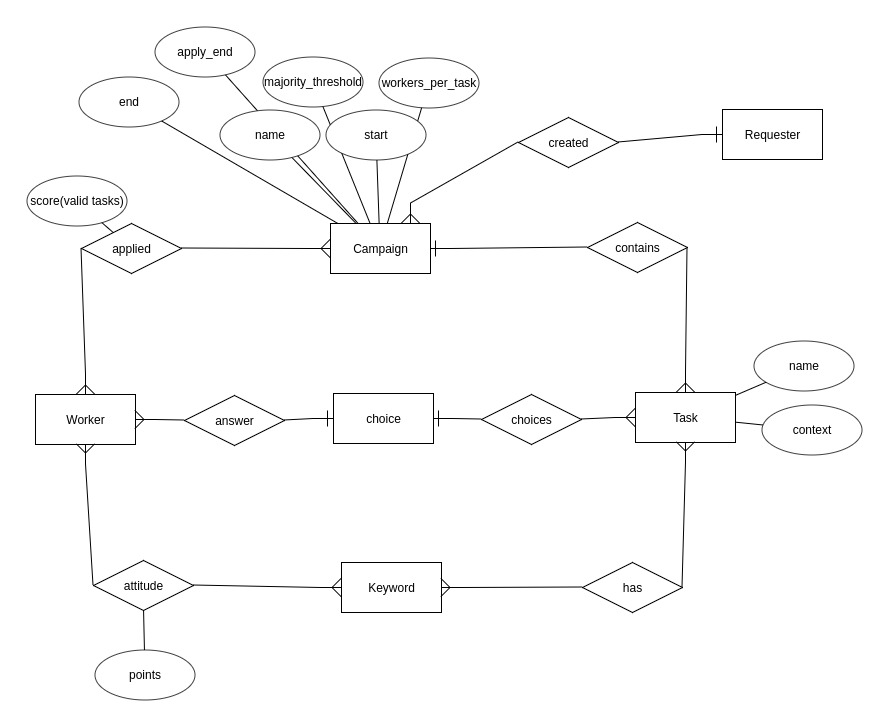 apply_end
majority_threshold
workers_per_task
end
name
start
created
Requester
score(valid tasks)
applied
Campaign
contains
name
Worker
answer
choice
choices
Task
context
attitude
Keyword
has
points